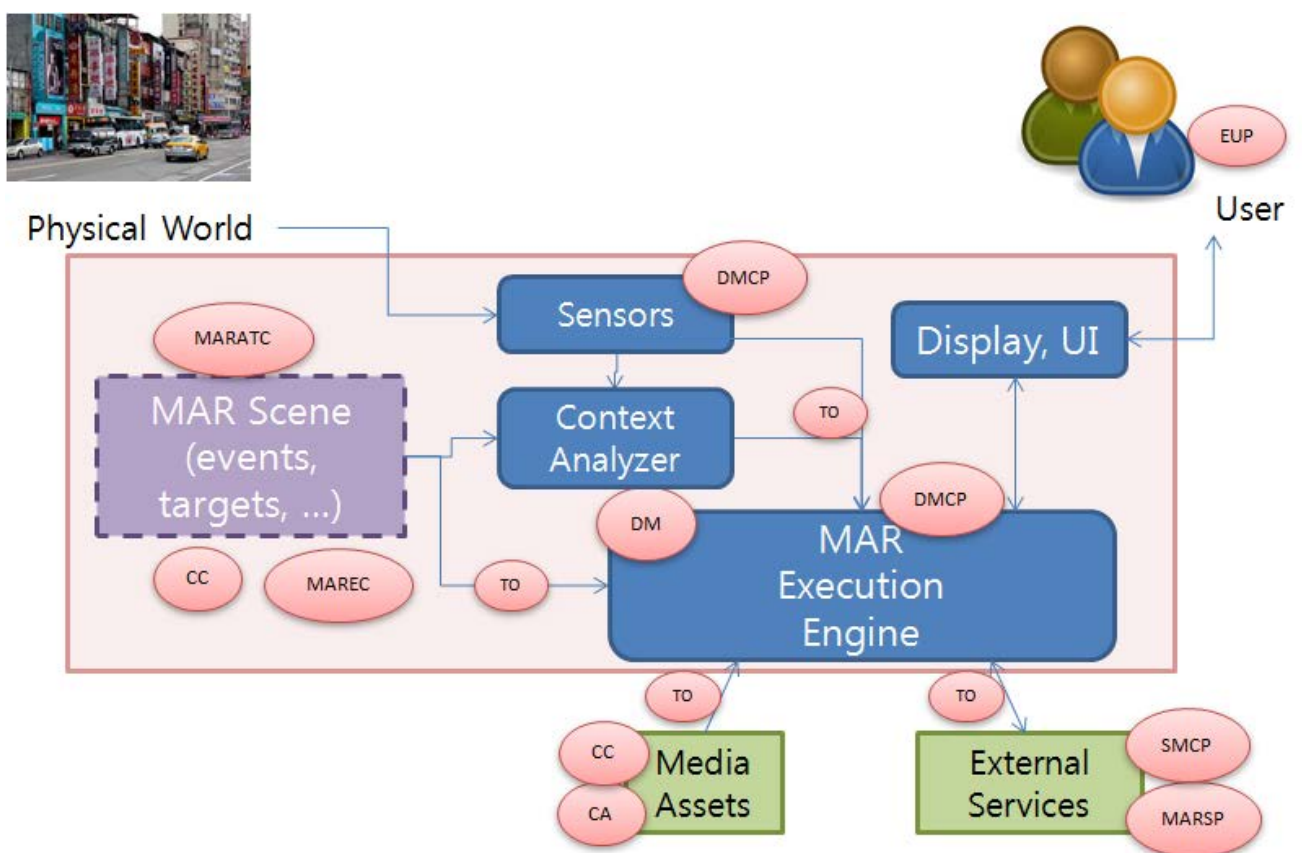 EUP
User
Physical World
DMCP
Sensors
MARATC
Display, UI
MAR Scene
(events,
targets, ...)
Context
Analyzer
TO
DMCP
DM
MAR
Execution
Engine
CC
MAREC
TO
TO
TO
CC
Media
Assets
CA
External
Services
SMCP
MARSP